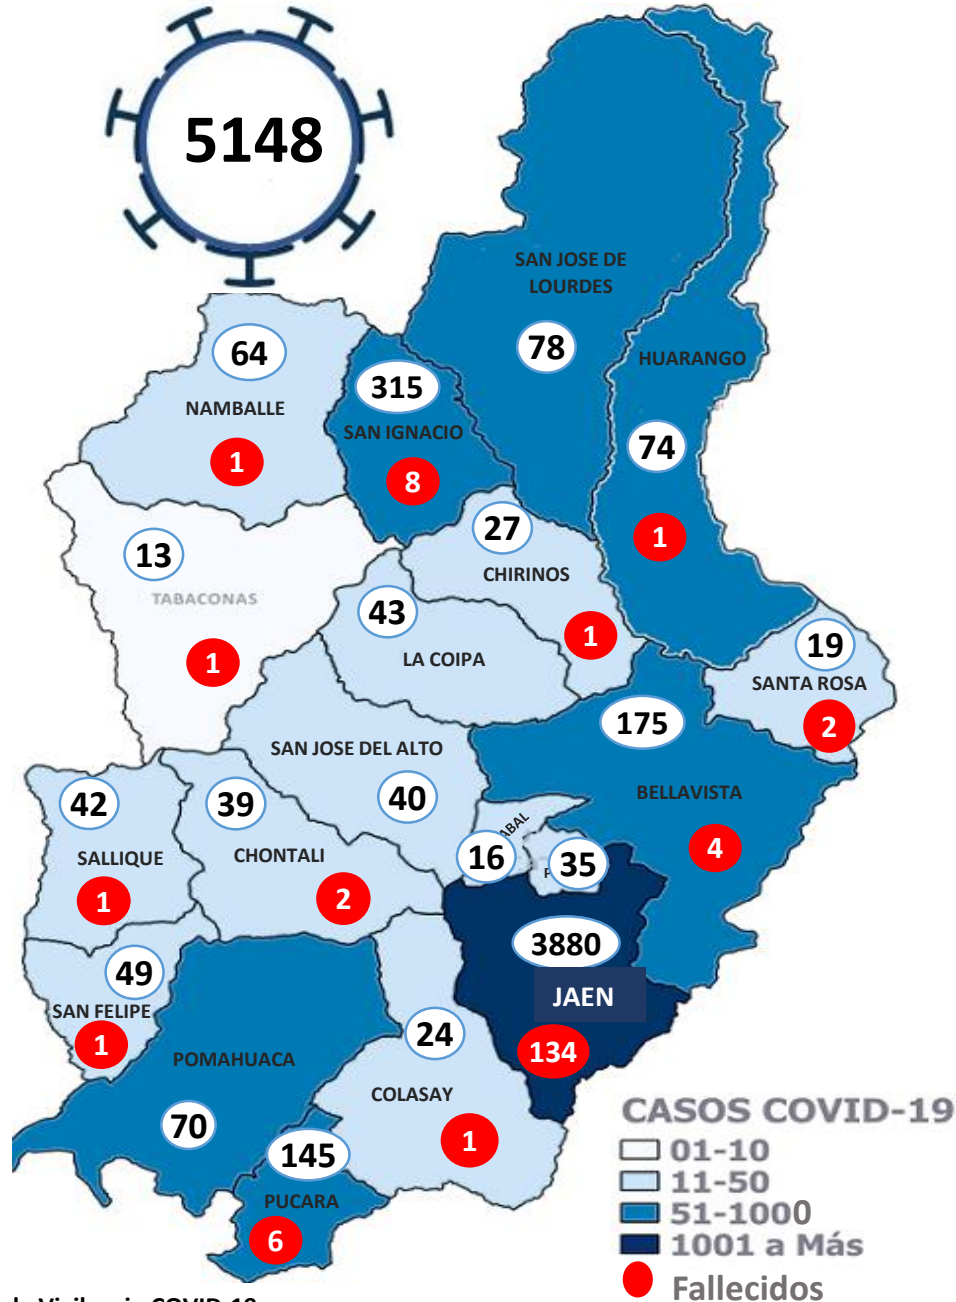 5148
SAN JOSE DE
LOURDES
78
HUARANGO
74
1
64
NAMBALLE
1
315
SAN IGNACIO
8
13
TABACONAS
1
27
CHIRINOS
1
43
LA COIPA
19
SANTA ROSA
2
175
BELLAVISTA
4
SAN JOSE DEL ALTO
40
42
SALLIQUE
1
39
CHONTALI
2
16
35
3880
JAEN
134
49
SAN FELIPE
1
POMAHUACA
70
24
COLASAY
1
145
PUCARA
6
CASOS COVID-19
01-10
11-50
51-1000
1001 a Más
Fallecidos